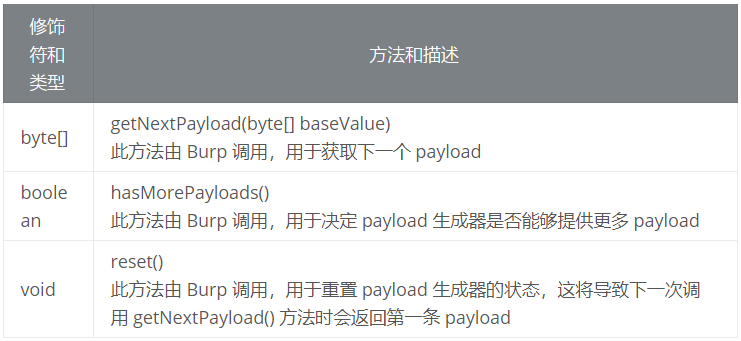 修饰
符和
类型
方法和描述
byte[]
getNextPayload(byte[] baseValue)
此方法由 Burp 调用，用于获取下一个 payload
boole
an
hasMorePayloads()
此方法由 Burp 调用，用于决定 payload 生成器是否能够提供更多 payload
void
reset()
此方法由 Burp 调用，用于重置 payload 生成器的状态，这将导致下一次调
用 getNextPayload() 方法时会返回第一条 payload